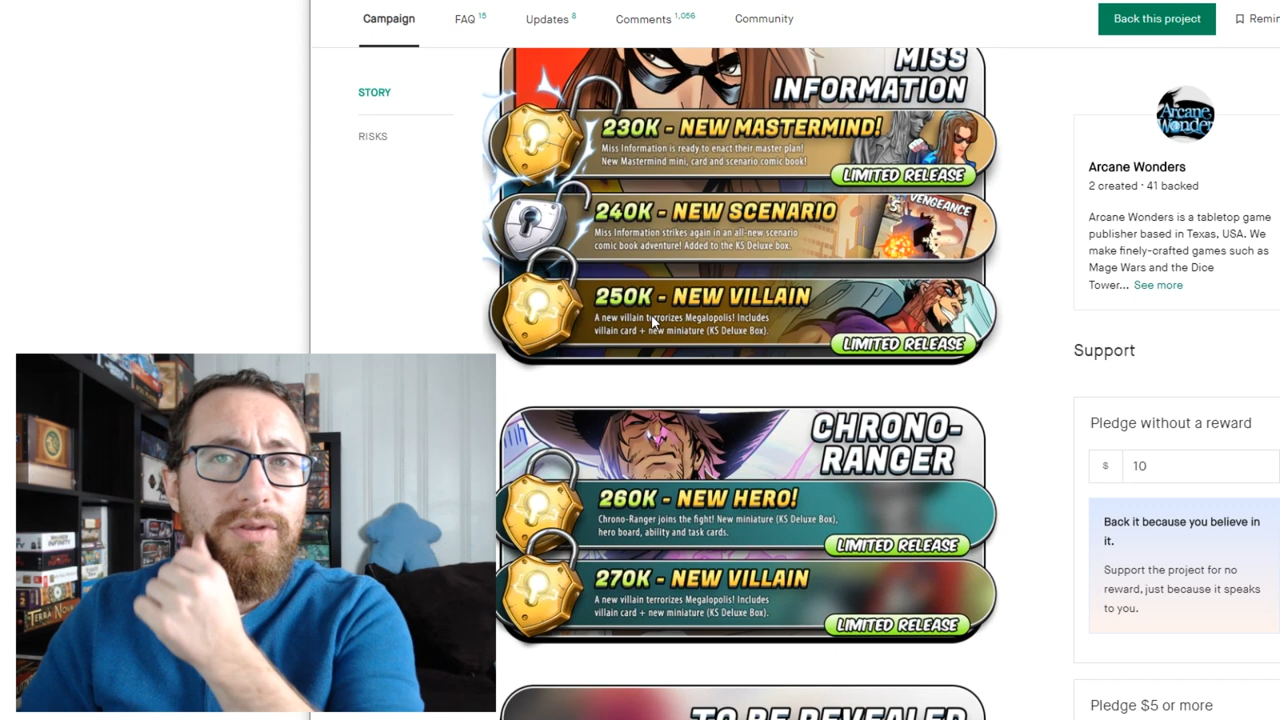 Campaign
FAQ 15
Updates 8
Comments 1,056
Community
Back this project
Remin
STORY
RISKS
MISS
INFORMATION
230K - NEW MASTERMIND!
Miss Information is ready to enact their master plan!
New Mastermind mini, card and scenario comic book!
LIMITED RELEASE
240K - NEW SCENARIO
Miss Information strikes again in an all-new scenario
comic book adventure! Added to the KS Deluxe box.
VENGEANCE
5
250K - NEW VILLAIN
A new villain terrorizes Megalopolis! Includes
villain card + new miniature (KS Deluxe Box).
LIMITED RELEASE
CHRONO-
RANGER
260K - NEW HERO!
Chrono-Ranger joins the fight! New miniature (KS Deluxe Box),
hero board, ability and task cards.
LIMITED RELEASE
270K - NEW VILLAIN
A new villain terrorizes Megalopolis! Includes
villain card + new miniature (KS Deluxe Box).
LIMITED RELEASE
TO BE REVEALED
Arcane
Wonder
Arcane Wonders
2 created · 41 backed
Arcane Wonders is a tabletop game
publisher based in Texas, USA. We
make finely-crafted games such as
Mage Wars and the Dice
Tower... See more
Support
Pledge without a reward
$ 10
Back it because you believe in
it.
Support the project for no
reward, just because it speaks
to you.
Pledge $5 or more
TERRA NOVA